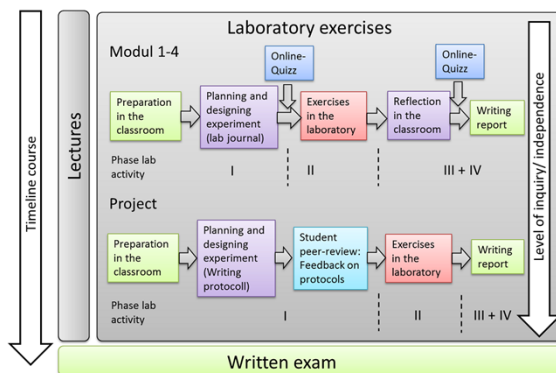 Laboratory exercises
Modul 1-4
Online-
Quizz
Online-
Quizz
Preparation
in the
classroom
Planning and
designing
experiment
(lab journal)
Exercises in
the
laboratory
Reflection in
the
classroom
Writing
report
Phase lab
activity
I
II
III + IV
Project
Preparation
in the
classroom
Planning and
designing
experiment
(Writing
protocoll)
Student
peer-review:
Feedback on
protocols
Exercises in
the
laboratory
Writing
report
Phase lab
activity
I
II
III + IV
Timeline course
Lectures
Level of inquiry/ independence
Written exam